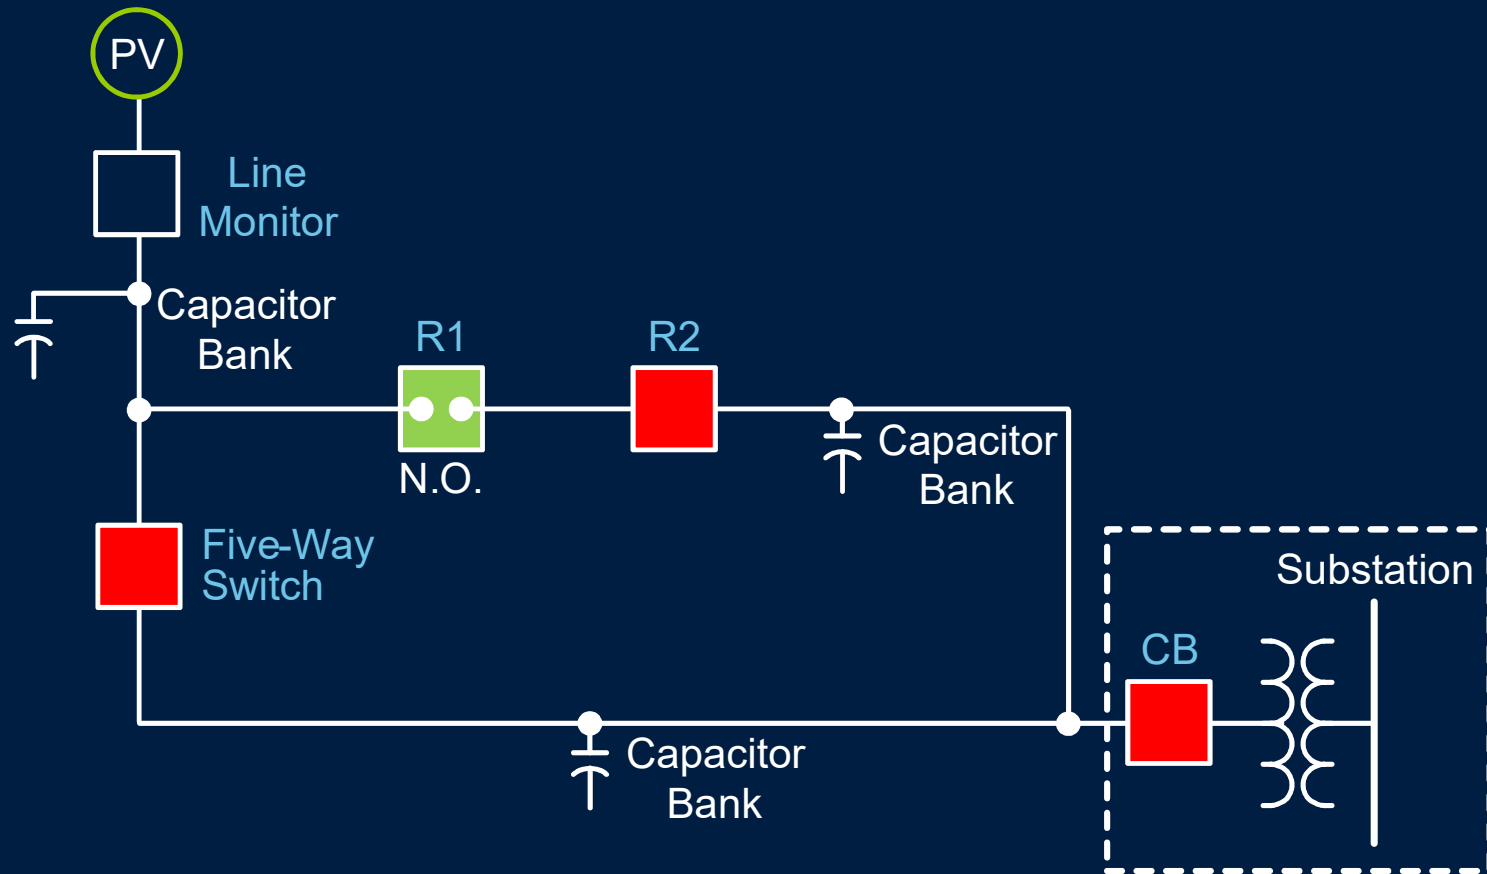 PV
Line
Monitor
Capacitor
Bank
R1
R2
N.O.
Capacitor
Bank
Five-Way
Switch
Substation
CB
Capacitor
Bank